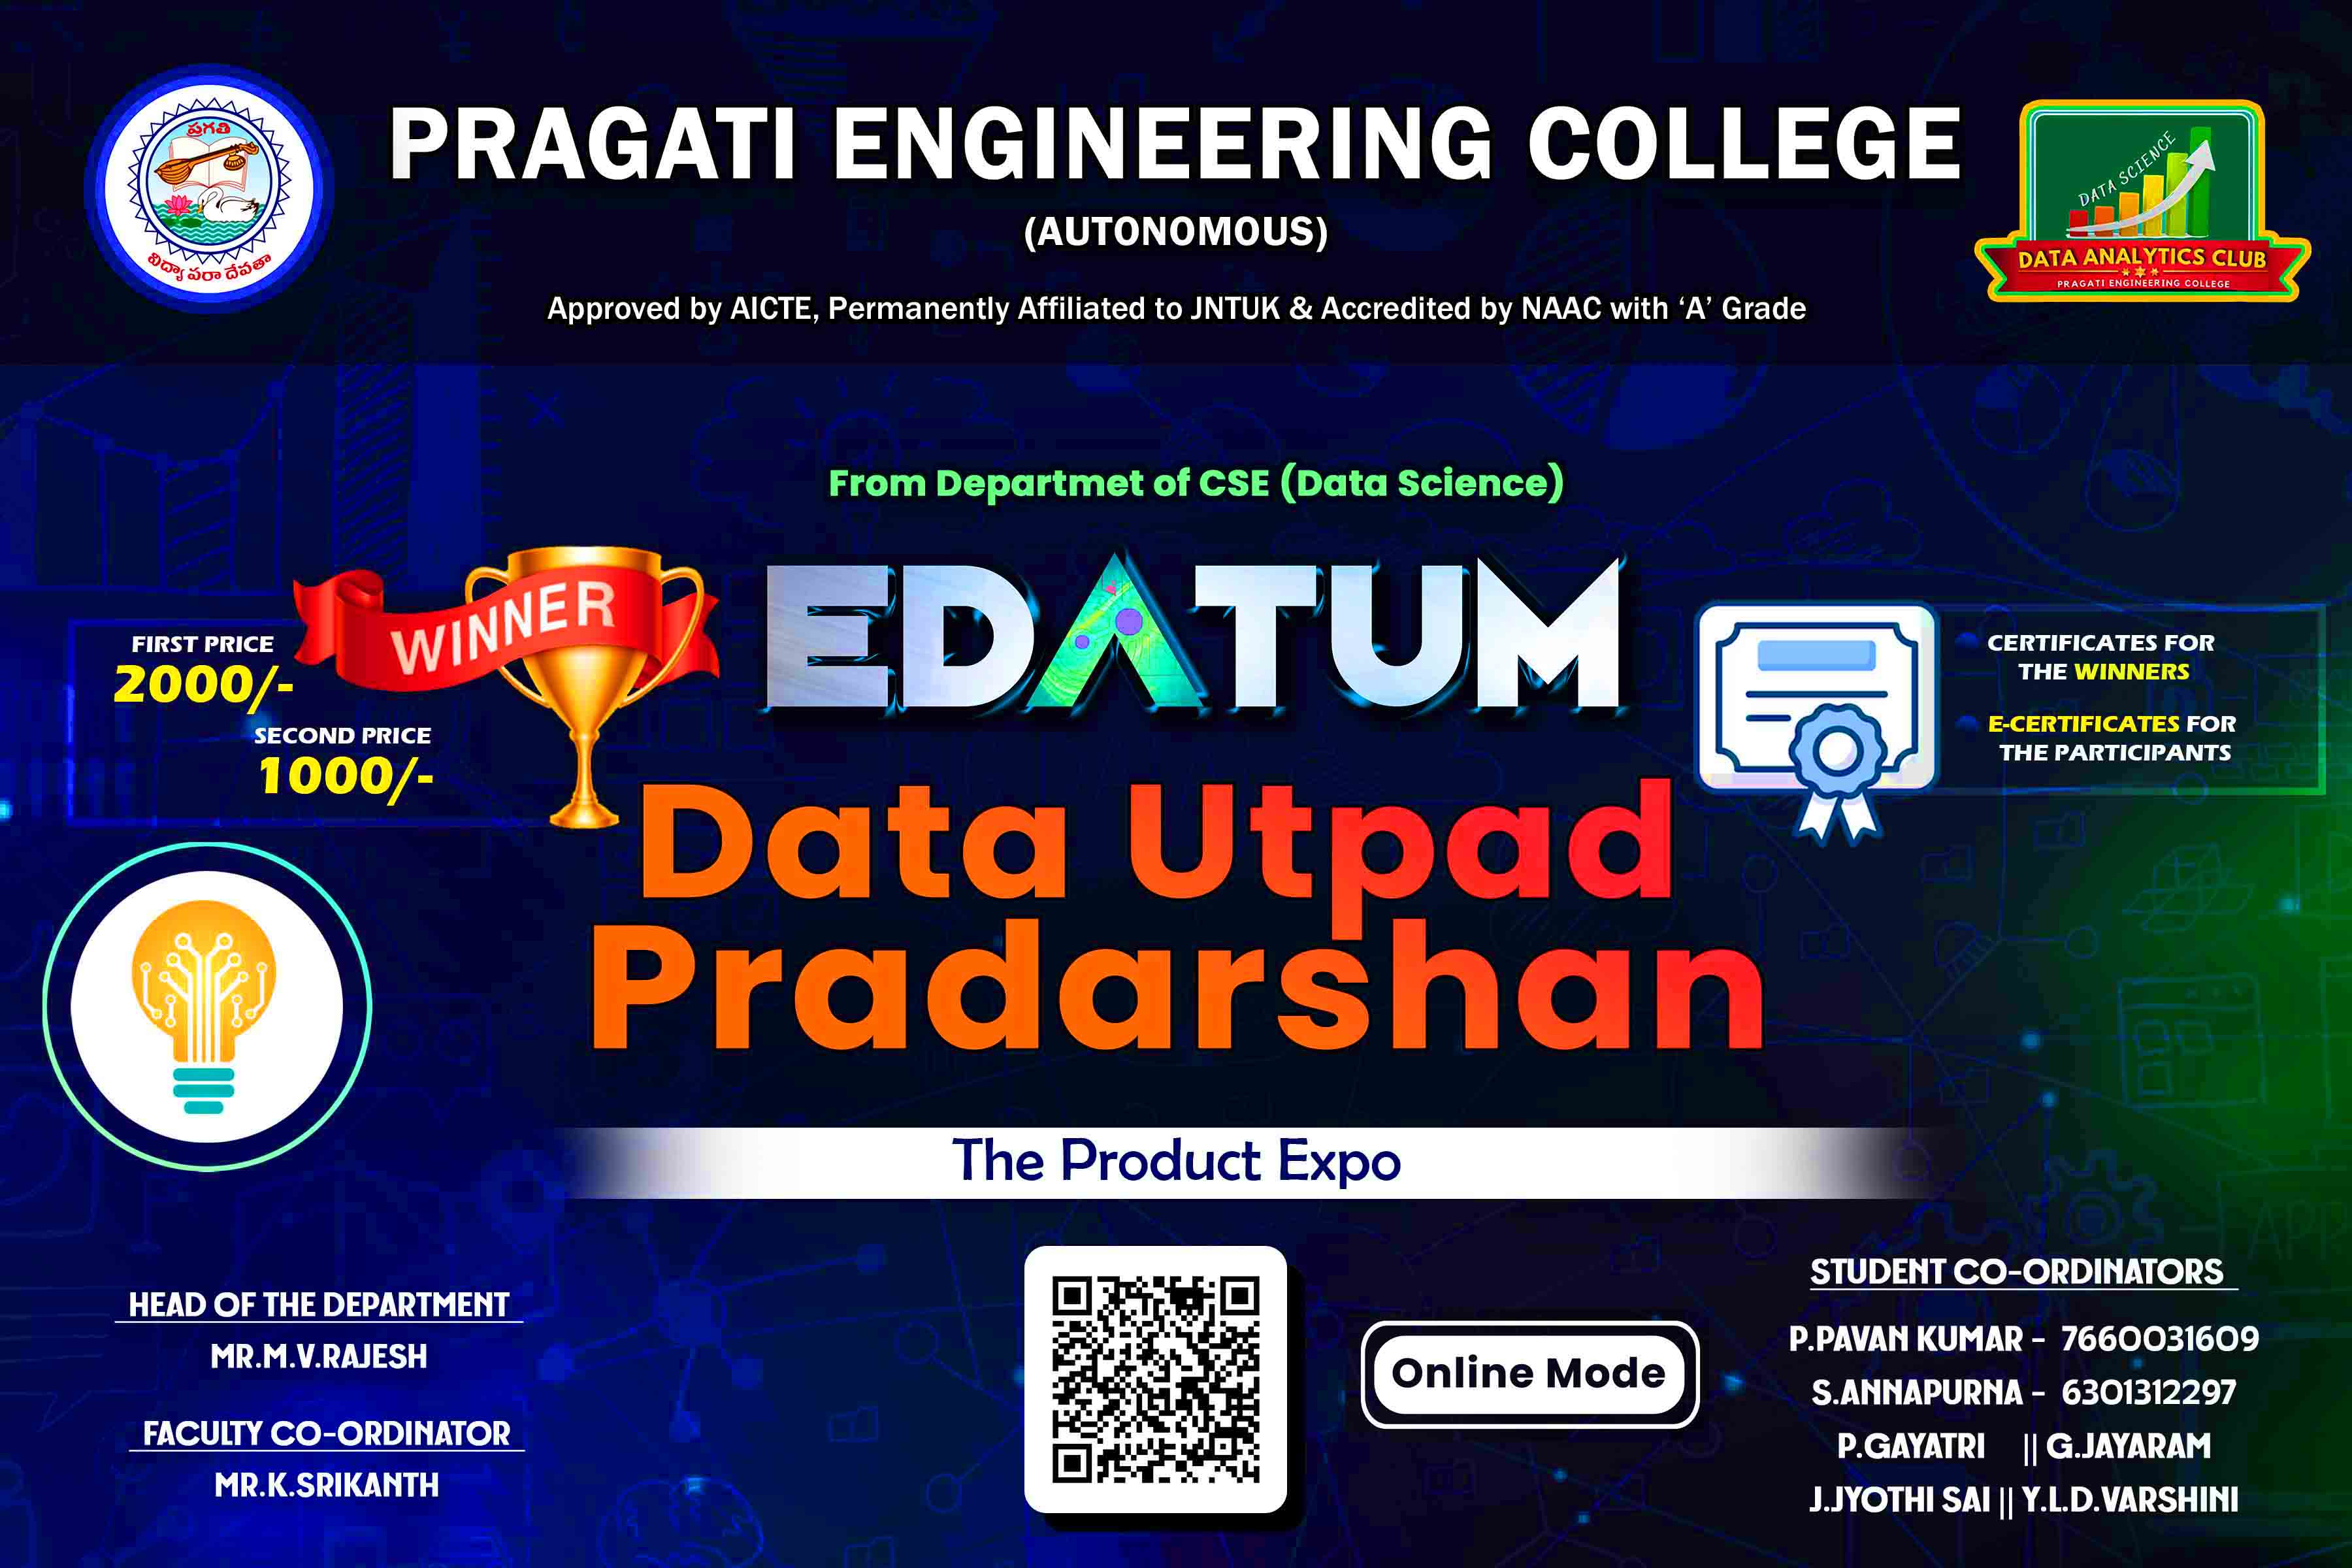 ప్రగతి
విద్యా పరా దేవతా
PRAGATI ENGINEERING COLLEGE
(AUTONOMOUS)
Approved by AICTE, Permanently Affiliated to JNTUK & Accredited by NAAC with ‘A’ Grade
DATA SCIENCE
DATA ANALYTICS CLUB
PRAGATI ENGINEERING COLLEGE
From Departmet of CSE (Data Science)
EDATUM
WINNER
FIRST PRICE
2000/-
SECOND PRICE
1000/-
CERTIFICATES FOR
THE WINNERS
E-CERTIFICATES FOR
THE PARTICIPANTS
Data Utpad
Pradarshan
The Product Expo
HEAD OF THE DEPARTMENT
MR.M.V.RAJESH
FACULTY CO-ORDINATOR
MR.K.SRIKANTH
Online Mode
STUDENT CO-ORDINATORS
P.PAVAN KUMAR - 7660031609
S.ANNAPURNA - 6301312297
P.GAYATRI || G.JAYARAM
J.JYOTHI SAI || Y.L.D.VARSHINI